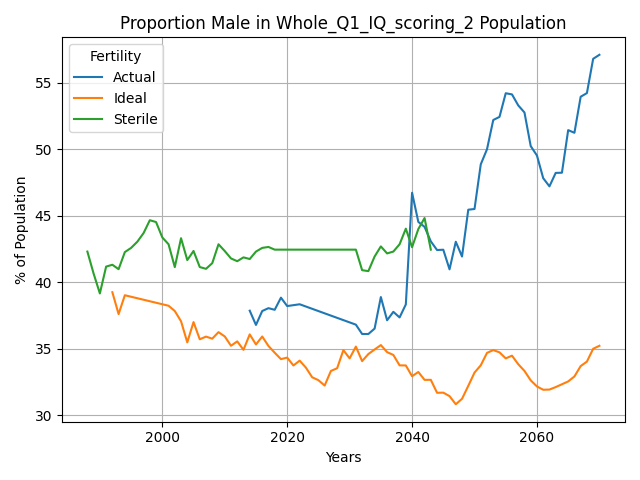 Proportion Male in Whole_Q1_IQ_scoring_2 Population
Fertility
Actual
Ideal
Sterile
% of Population
55
50
45
40
35
30
2000
2020
2040
2060
Years